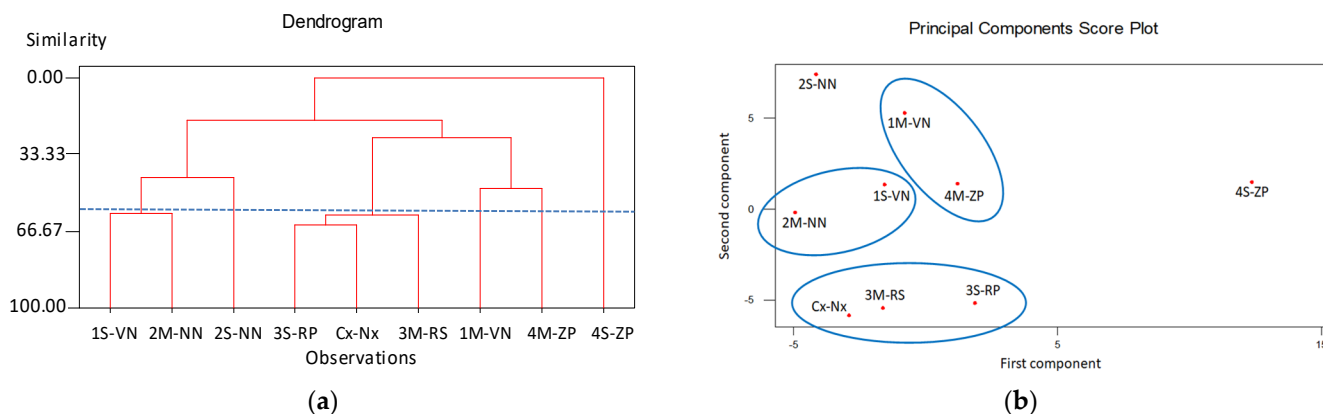 Dendrogram
Similarity
0.00
33.33
66.67
100.00
1S-VN 2M-NN 2S-NN 3S-RP Cx-Nx 3M-RS 1M-VN 4M-ZP 4S-ZP
Observations
(a)
Principal Components Score Plot
Second component
5
0
-5
2S-NN
1M-VN
1S-VN
4M-ZP
4S-ZP
2M-NN
Cx-Nx
3M-RS
3S-RP
-5 5 15
First component
(b)